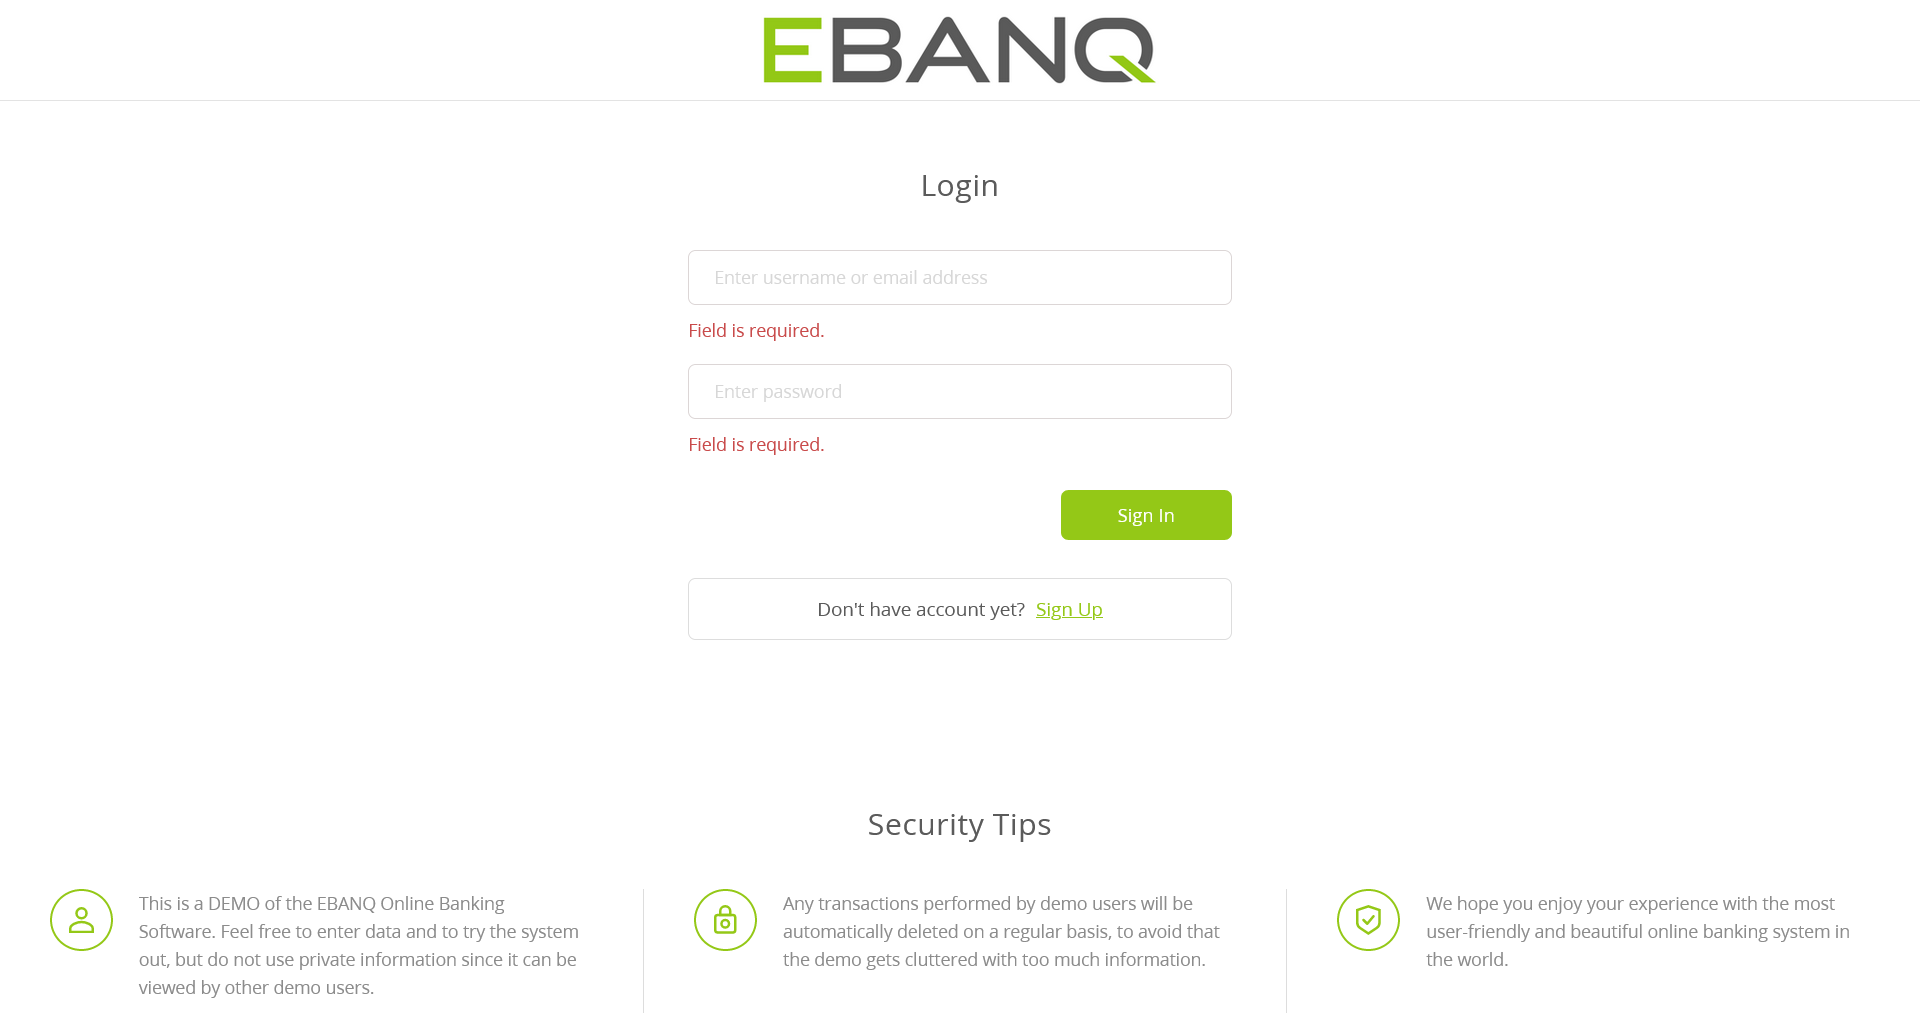 EBANQ
Login
Enter username or email address
Field is required.
Enter password
Field is required.
Sign In
Don't have account yet? Sign Up
Security Tips
This is a DEMO of the EBANQ Online Banking
Software. Feel free to enter data and to try the system
out, but do not use private information since it can be
viewed by other demo users.
Any transactions performed by demo users will be
automatically deleted on a regular basis, to avoid that
the demo gets cluttered with too much information.
We hope you enjoy your experience with the most
user-friendly and beautiful online banking system in
the world.